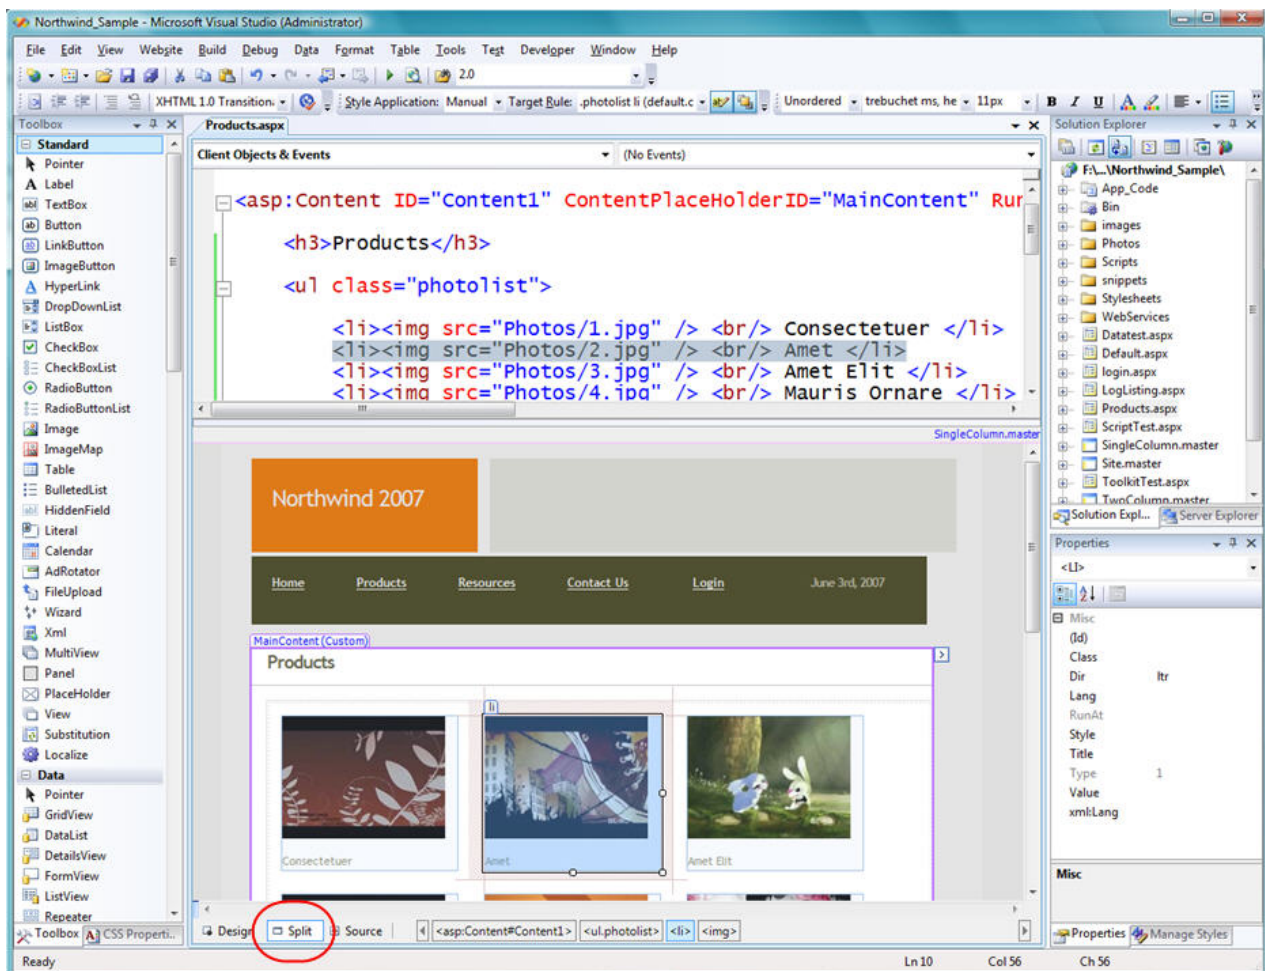 Northwind_Sample - Microsoft Visual Studio (Administrator)
File Edit View Website Build Debug Data Format Table Tools Test Developer Window Help
2.0
XHTML 1.0 Transition: Style Application: Manual Target Rule: .photolist li (default.c Unordered trebuchet ms, he 11px B I U A
Toolbox
Standard
Pointer
A Label
TextBox
Button
LinkButton
ImageButton
HyperLink
DropDownList
ListBox
CheckBox
CheckBoxList
RadioButton
RadioButtonList
Image
ImageMap
Table
BulletedList
HiddenField
Literal
Calendar
AdRotator
FileUpload
Wizard
Xml
MultiView
Panel
PlaceHolder
View
Substitution
Localize
Data
Pointer
GridView
DataList
DetailsView
FormView
ListView
Repeater
Toolbox CSS Properti..
Products.aspx
Client Objects & Events (No Events)
<asp:Content ID="Content1" ContentPlaceHolderID="MainContent" Run
<h3>Products</h3>
<ul class="photolist">
<li><img src="Photos/1.jpg" /> <br/> Consectetuer </li>
<li><img src="Photos/2.jpg" /> <br/> Amet </li>
<li><img src="Photos/3.jpg" /> <br/> Amet Elit </li>
<li><img src="Photos/4.jpg" /> <br/> Mauris Ornare </li>
SingleColumn.master
Northwind 2007
Home Products Resources Contact Us Login June 3rd, 2007
MainContent (Custom)
Products
li
Consectetuer Amet Amet Elit
Design Split Source <asp:Content#Content1> <ul.photolist> <li> <img>
Solution Explorer
F:\...\Northwind_Sample\
App_Code
Bin
images
Photos
Scripts
snippets
Stylesheets
WebServices
Datatest.aspx
Default.aspx
login.aspx
LogListing.aspx
Products.aspx
ScriptTest.aspx
SingleColumn.master
Site.master
ToolkitTest.aspx
TwoColumn.master
Solution Expl... Server Explorer
Properties
<LI>
Misc
(Id)
Class
Dir ltr
Lang
RunAt
Style
Title
Type 1
Value
xml:Lang
Misc
Properties Manage Styles
Ready Ln 10 Col 56 Ch 56